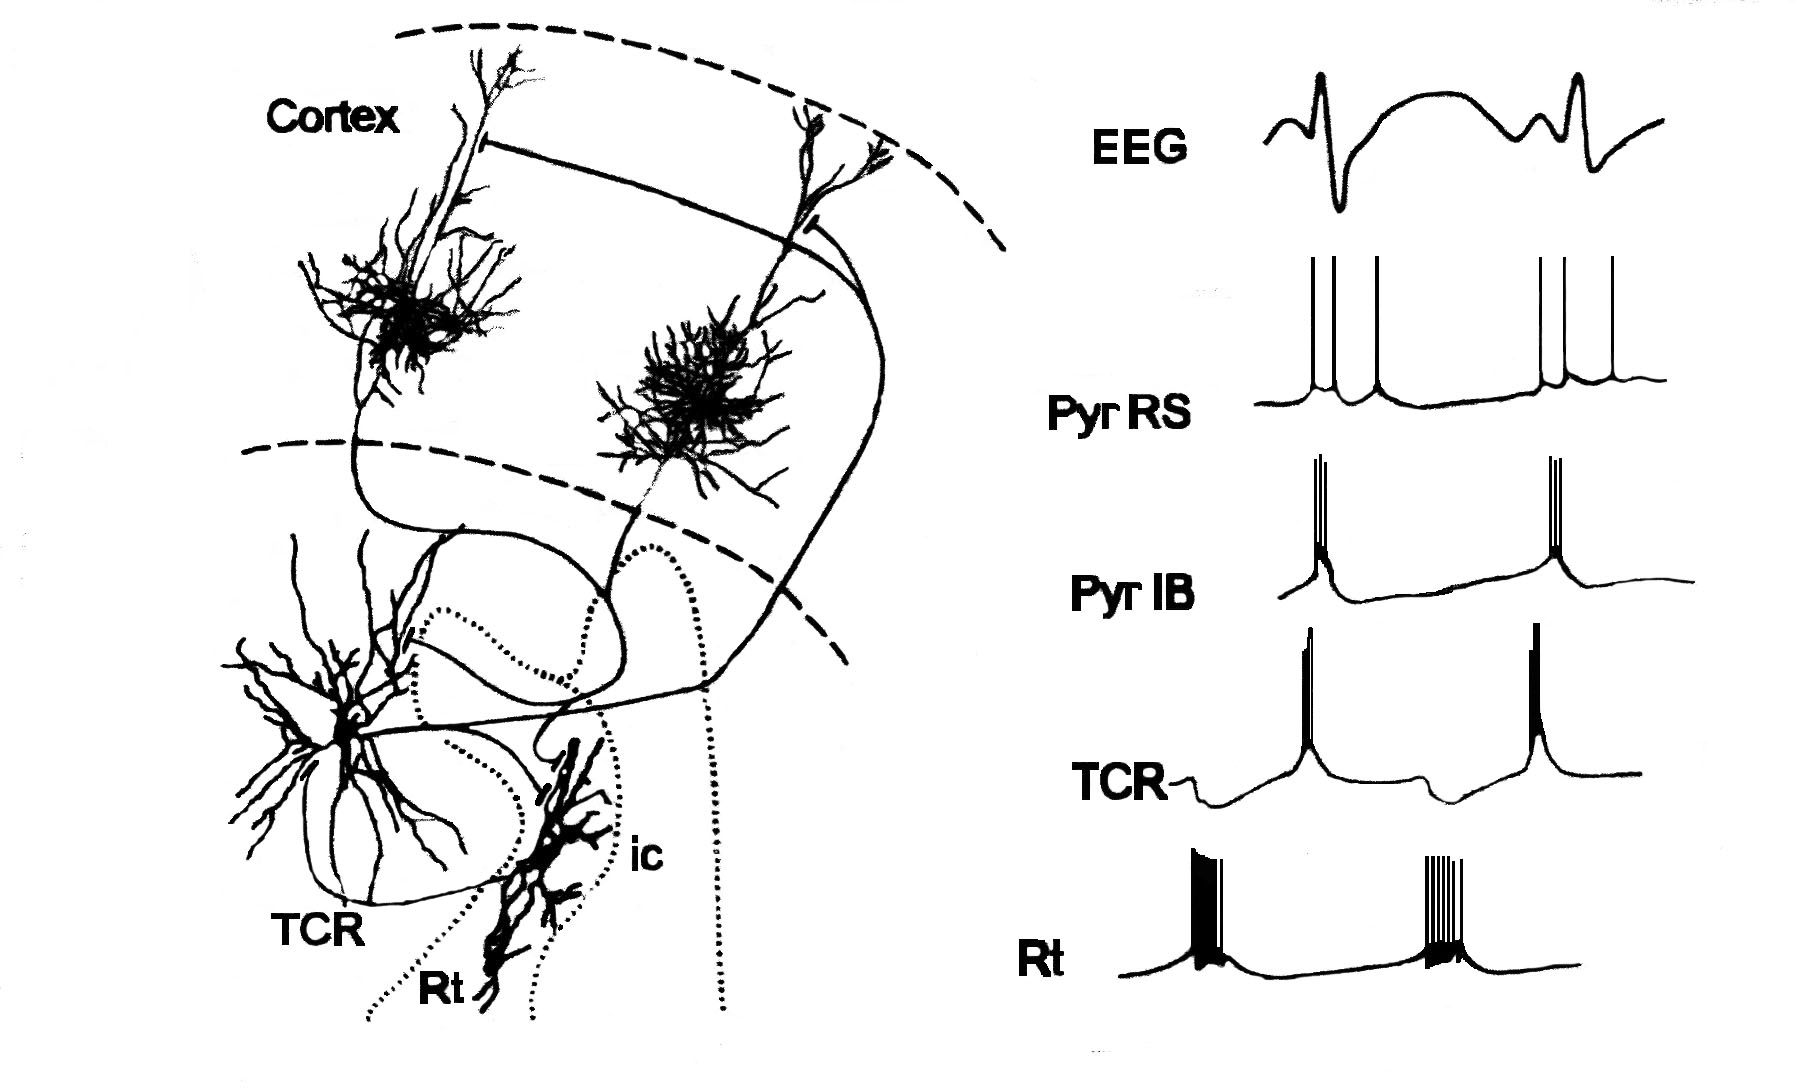 Cortex
TCR
Rt
ic
EEG
Pyr RS
Pyr IB
TCR
Rt